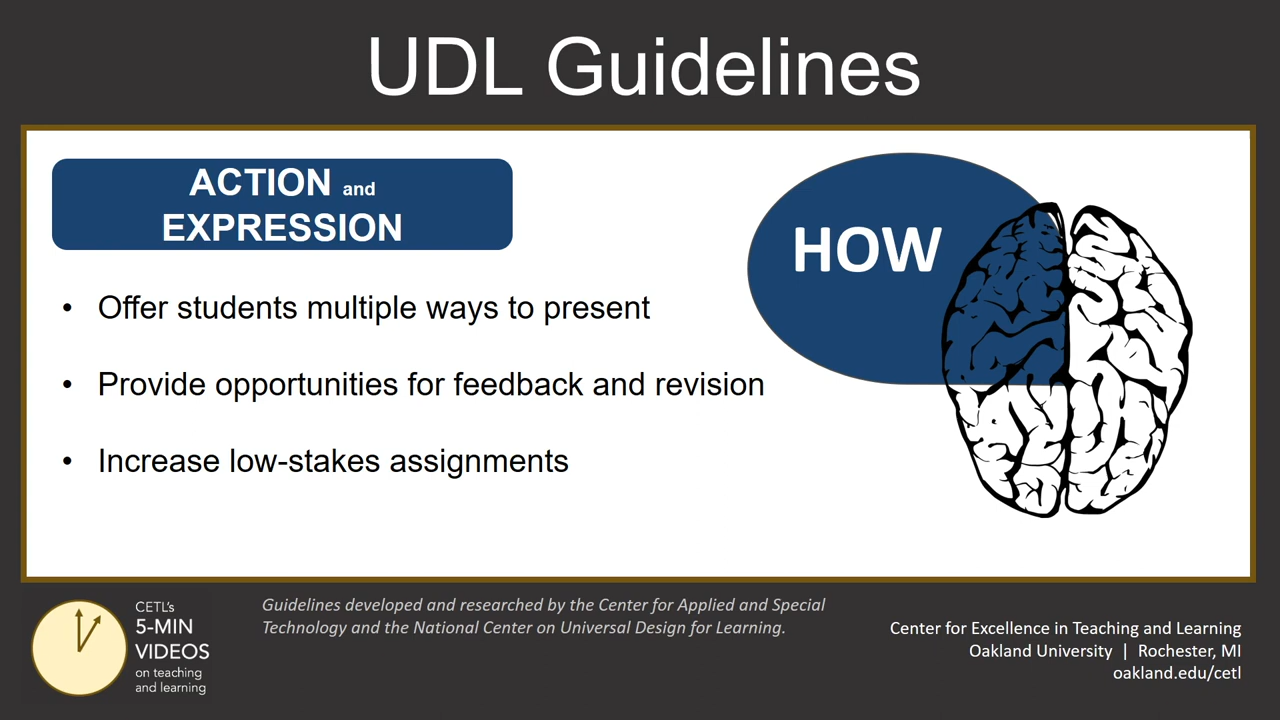 UDL Guidelines
ACTION and
EXPRESSION
HOW
• Offer students multiple ways to present
• Provide opportunities for feedback and revision
• Increase low-stakes assignments
CETL's
5-MIN
VIDEOS
on teaching
and learning
Guidelines developed and researched by the Center for Applied and Special
Technology and the National Center on Universal Design for Learning.
Center for Excellence in Teaching and Learning
Oakland University | Rochester, MI
oakland.edu/cetl